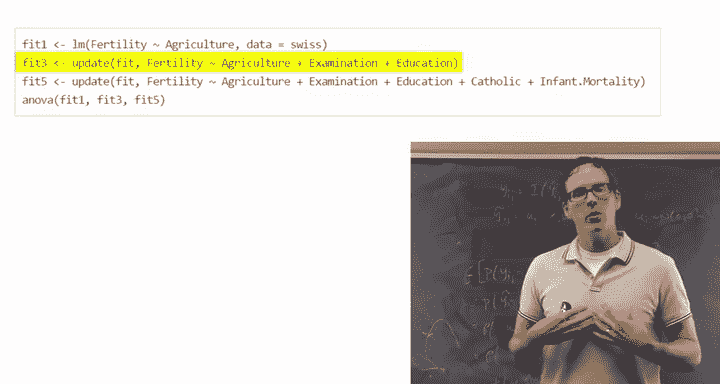 fit1 <- lm(Fertility ~ Agriculture, data = swiss)
fit3 <- update(fit, Fertility ~ Agriculture + Examination + Education)
fit5 <- update(fit, Fertility ~ Agriculture + Examination + Education + Catholic + Infant.Mortality)
anova(fit1, fit3, fit5)